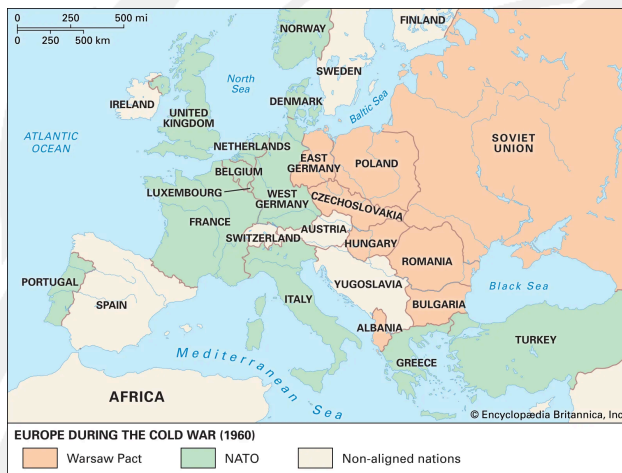 0 250 500 mi
0 250 500 km
FINLAND
NORWAY
SWEDEN
North
Sea
IRELAND
DENMARK
Baltic Sea
UNITED
KINGDOM
ATLANTIC
OCEAN
SOVIET
UNION
NETHERLANDS
EAST
GERMANY
POLAND
BELGIUM
LUXEMBOURG
WEST
GERMANY
CZECHOSLOVAKIA
FRANCE
AUSTRIA
SWITZERLAND
HUNGARY
ROMANIA
PORTUGAL
SPAIN
YUGOSLAVIA
Black Sea
ITALY
BULGARIA
ALBANIA
TURKEY
Mediterranean Sea
GREECE
AFRICA
© Encyclopædia Britannica, Inc
EUROPE DURING THE COLD WAR (1960)
Warsaw Pact
NATO
Non-aligned nations